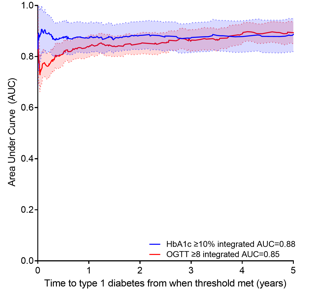 1.0
0.8
0.6
0.4
0.2
0.0
Area Under Curve (AUC)
HbA1c ≥10% integrated AUC=0.88
OGTT ≥8 integrated AUC=0.85
0 1 2 3 4 5
Time to type 1 diabetes from when threshold met (years)